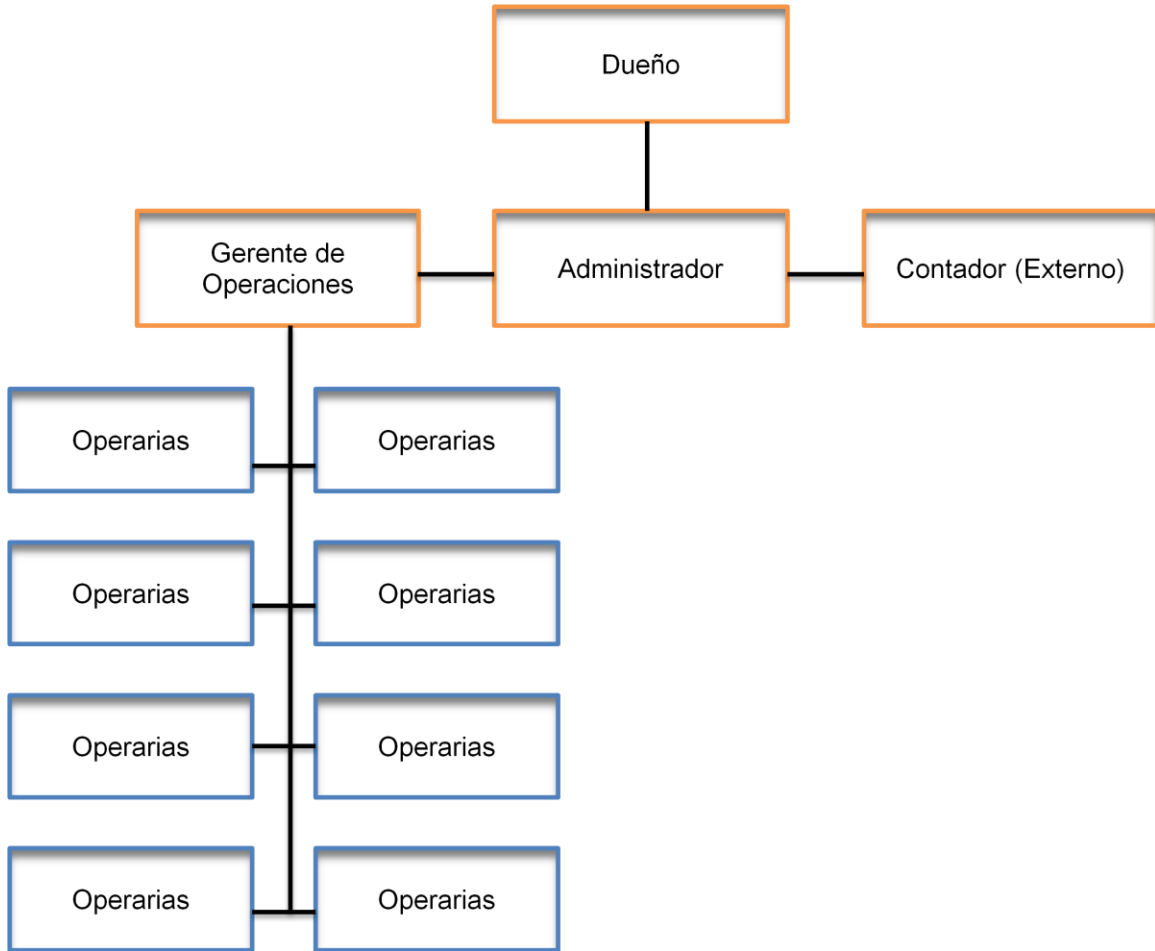 Dueño
Gerente de
Operaciones
Administrador
Contador (Externo)
Operarias
Operarias
Operarias
Operarias
Operarias
Operarias
Operarias
Operarias